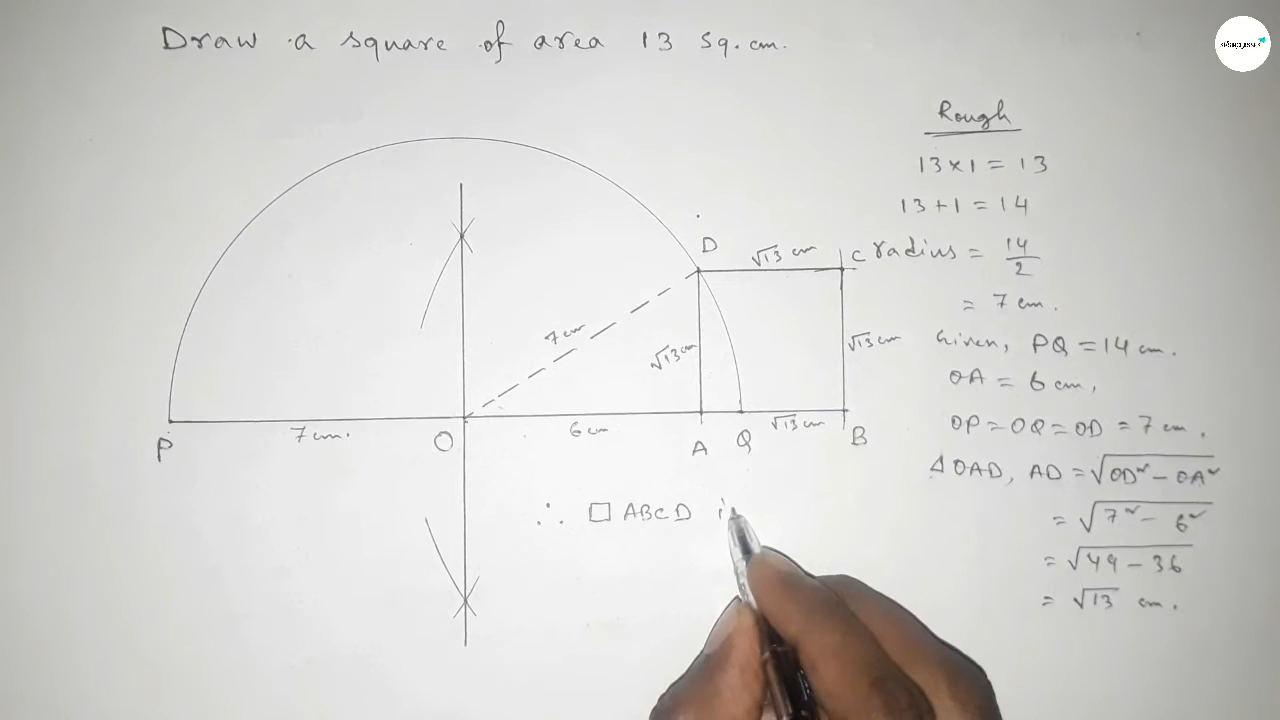 Draw a square of area 13 sq.cm.
Rough
13×1 = 13
13+1 = 14
radius = 14/2
= 7 cm.
Given, PQ = 14 cm.
OA = 6 cm,
OP = OQ = OD = 7 cm.
Δ OAD, AD = √OD² − OA²
= √7² − 6²
= √49 − 36
= √13 cm.
D
√13 cm
C
7 cm
√13 cm
√13 cm
P
7 cm.
O
6 cm
A
Q
√13 cm
B
∴ □ ABCD i